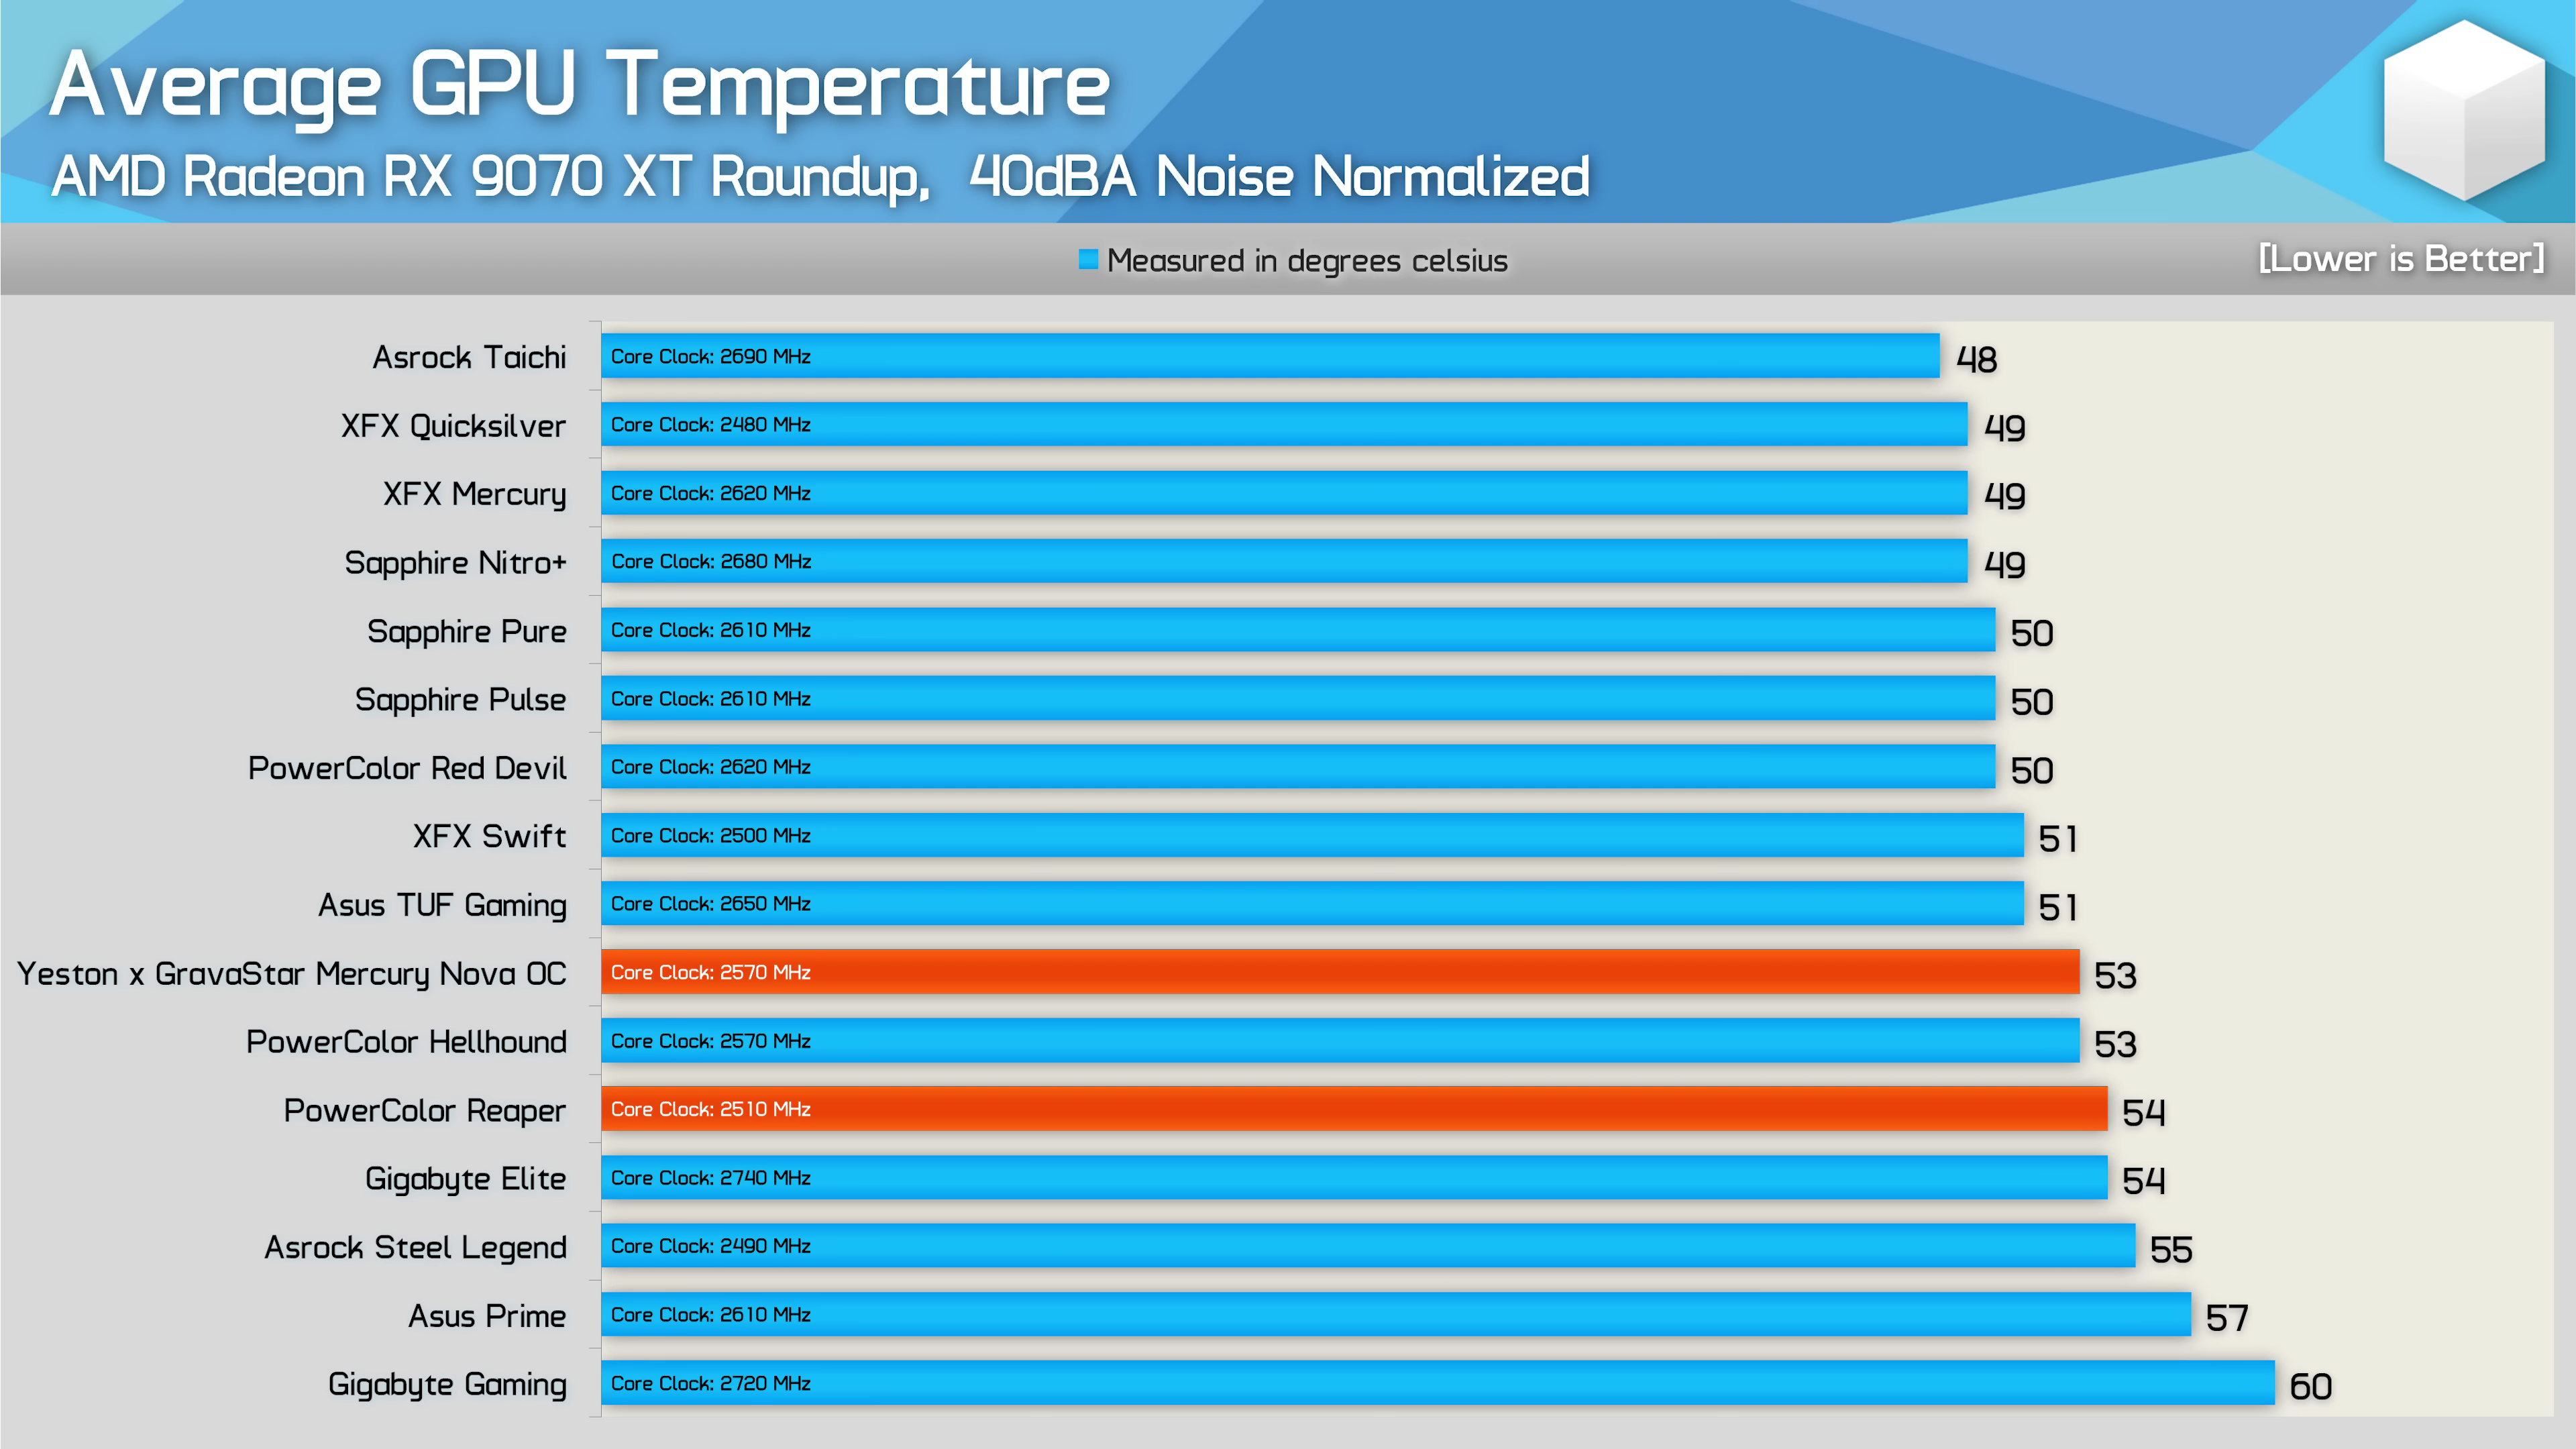 Average GPU Temperature
AMD Radeon RX 9070 XT Roundup, 40dBA Noise Normalized
Measured in degrees celsius
[Lower is Better]
Asrock Taichi Core Clock: 2690 MHz 48
XFX Quicksilver Core Clock: 2480 MHz 49
XFX Mercury Core Clock: 2620 MHz 49
Sapphire Nitro+ Core Clock: 2680 MHz 49
Sapphire Pure Core Clock: 2610 MHz 50
Sapphire Pulse Core Clock: 2610 MHz 50
PowerColor Red Devil Core Clock: 2620 MHz 50
XFX Swift Core Clock: 2500 MHz 51
Asus TUF Gaming Core Clock: 2650 MHz 51
Yeston x GravaStar Mercury Nova OC Core Clock: 2570 MHz 53
PowerColor Hellhound Core Clock: 2570 MHz 53
PowerColor Reaper Core Clock: 2510 MHz 54
Gigabyte Elite Core Clock: 2740 MHz 54
Asrock Steel Legend Core Clock: 2490 MHz 55
Asus Prime Core Clock: 2610 MHz 57
Gigabyte Gaming Core Clock: 2720 MHz 60